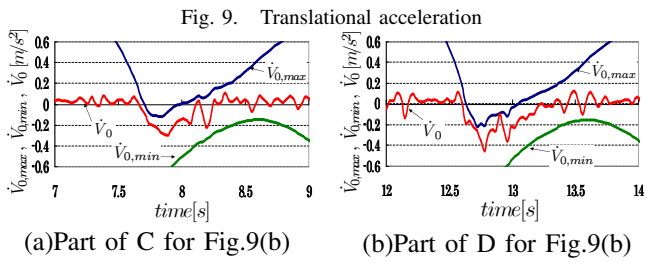 Fig. 9. Translational acceleration
V̇0,max , V̇0,min , V̇0 [m/s²]
0.6
0.4
0.2
0
-0.2
-0.4
-0.6
V̇0,max
V̇0
V̇0,min
7 7.5 8 8.5 9
time[s]
(a)Part of C for Fig.9(b)
V̇0,max , V̇0,min , V̇0 [m/s²]
0.6
0.4
0.2
0
-0.2
-0.4
-0.6
V̇0,max
V̇0
V̇0,min
12 12.5 13 13.5 14
time[s]
(b)Part of D for Fig.9(b)